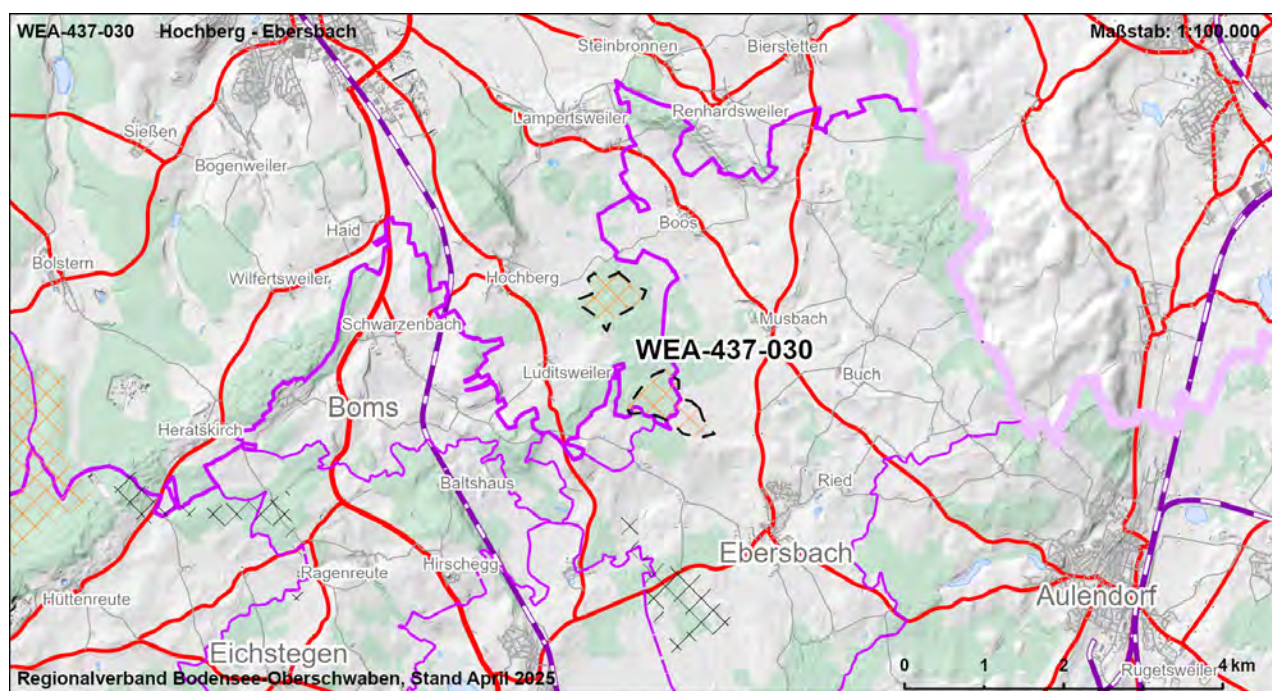 WEA-437-030 Hochberg - Ebersbach
Maßstab: 1:100.000
Steinbronnen
Bierstetten
Renhardsweiler
Lampertsweiler
Sießen
Bogenweiler
Boos
Haid
Bolstern
Wilfertsweiler
Hochberg
Schwarzenbach
Musbach
WEA-437-030
Luditsweiler
Buch
Boms
Heratskirch
Baltshaus
Ried
Ebersbach
Hirschegg
Ragenreute
Hüttenreute
Aulendorf
Eichstegen
0 1 2 4 km
Rugetsweiler
Regionalverband Bodensee-Oberschwaben, Stand April 2025